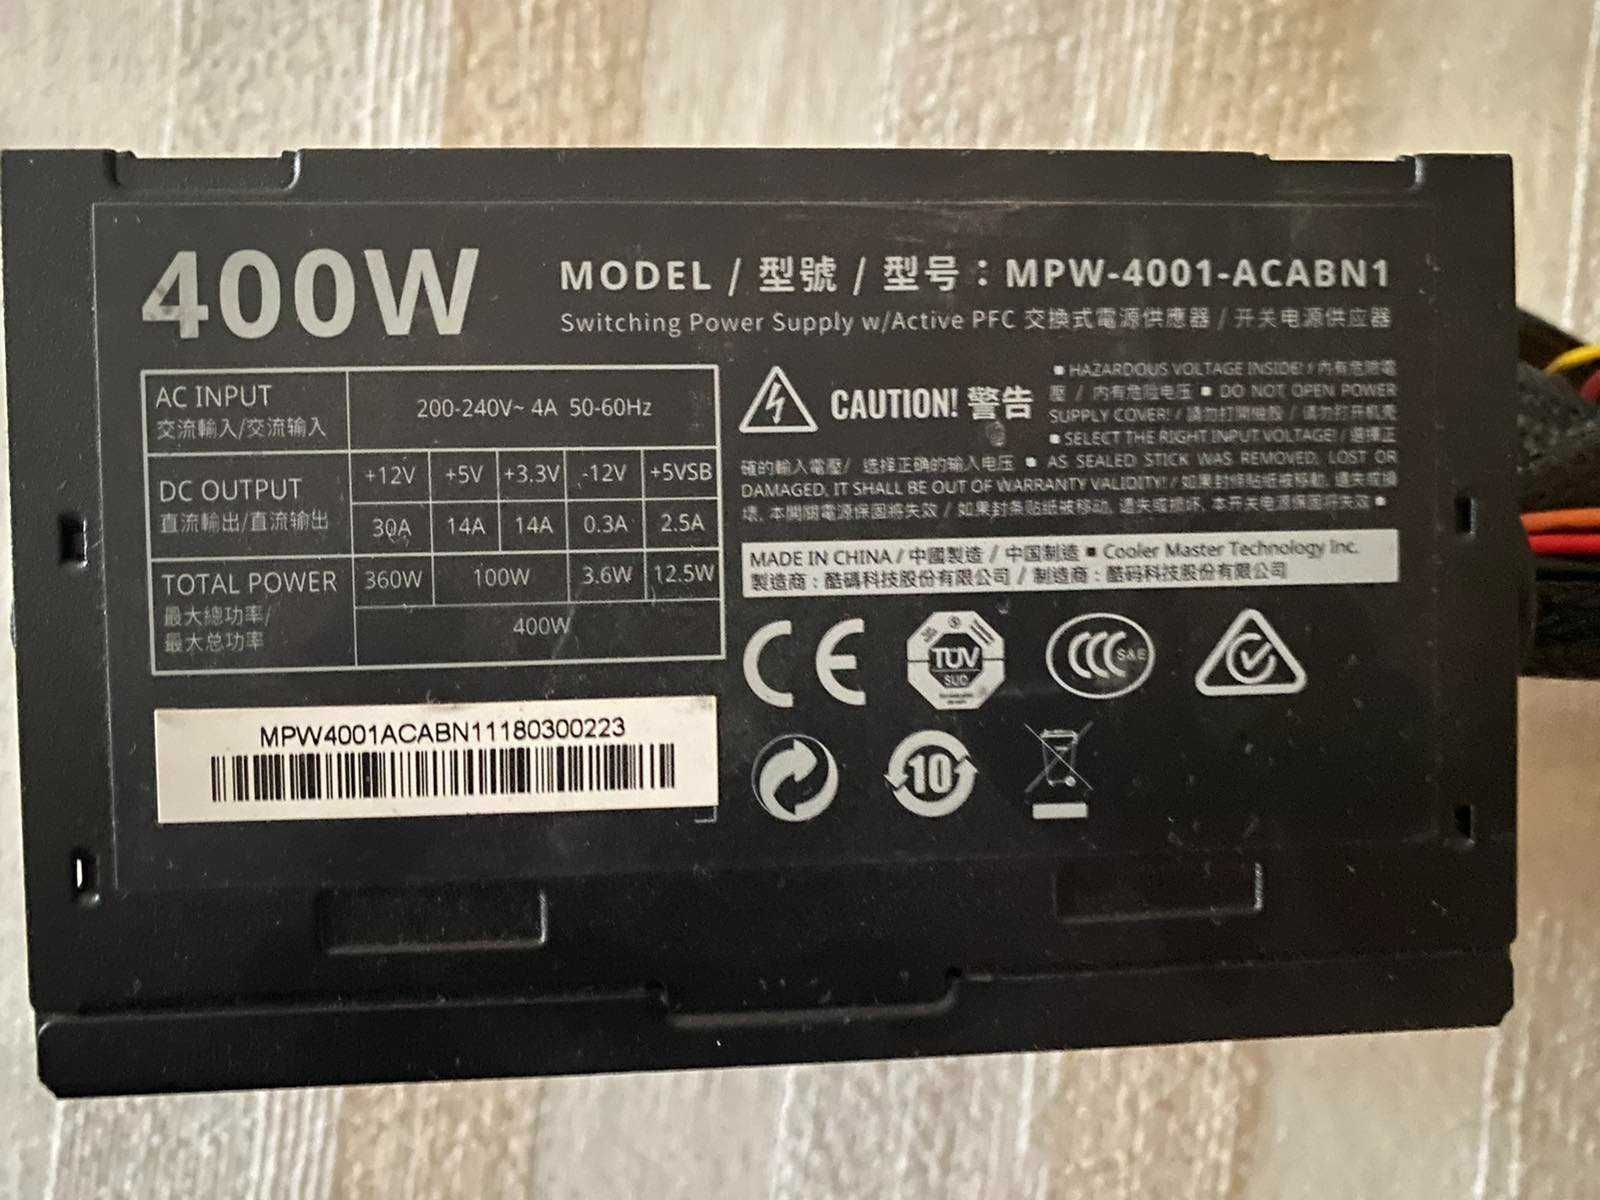 400W
MODEL / 型號 / 型号：MPW-4001-ACABN1
Switching Power Supply w/Active PFC 交換式電源供應器 / 开关电源供应器
AC INPUT
交流輸入/交流输入
200-240V~ 4A 50-60Hz
DC OUTPUT
直流輸出/直流输出
+12V +5V +3.3V -12V +5VSB
30A 14A 14A 0.3A 2.5A
TOTAL POWER
最大總功率/
最大总功率
360W 100W 3.6W 12.5W
400W
MPW4001ACABN11180300223
CAUTION! 警告
■ HAZARDOUS VOLTAGE INSIDE! / 內有危險電
壓 / 内有危险电压 ■ DO NOT OPEN POWER
SUPPLY COVER! / 請勿打開機殼 / 请勿打开机壳
■ SELECT THE RIGHT INPUT VOLTAGE! / 選擇正
確的輸入電壓/ 选择正确的输入电压 ■ AS SEALED STICK WAS REMOVED, LOST OR
DAMAGED, IT SHALL BE OUT OF WARRANTY VALIDITY! / 如果封條貼紙被移動, 遺失或損
壞, 本開關電源保固將失效 / 如果封条贴纸被移动, 遗失或损坏, 本开关电源保固将失效 ■
MADE IN CHINA / 中國製造 / 中国制造 ■ Cooler Master Technology Inc.
製造商：酷碼科技股份有限公司 / 制造商：酷码科技股份有限公司
CE
TÜV
SUD
CCC S&E
10